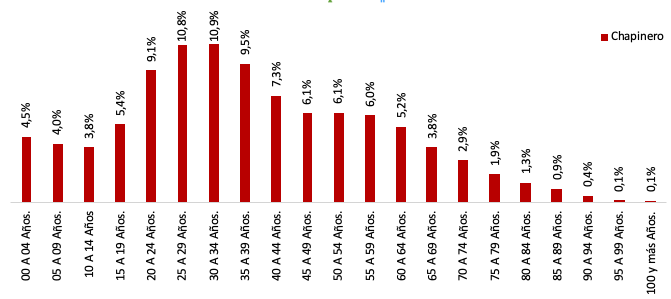 Chapinero
4,5%
4,0%
3,8%
5,4%
9,1%
10,8%
10,9%
9,5%
7,3%
6,1%
6,1%
6,0%
5,2%
3,8%
2,9%
1,9%
1,3%
0,9%
0,4%
0,1%
0,1%
00 A 04 Años.
05 A 09 Años.
10 A 14 Años
15 A 19 Años.
20 A 24 Años.
25 A 29 Años.
30 A 34 Años.
35 A 39 Años.
40 A 44 Años.
45 A 49 Años.
50 A 54 Años.
55 A 59 Años.
60 A 64 Años.
65 A 69 Años.
70 A 74 Años.
75 A 79 Años.
80 A 84 Años.
85 A 89 Años.
90 A 94 Años.
95 A 99 Años.
100 y más Años.